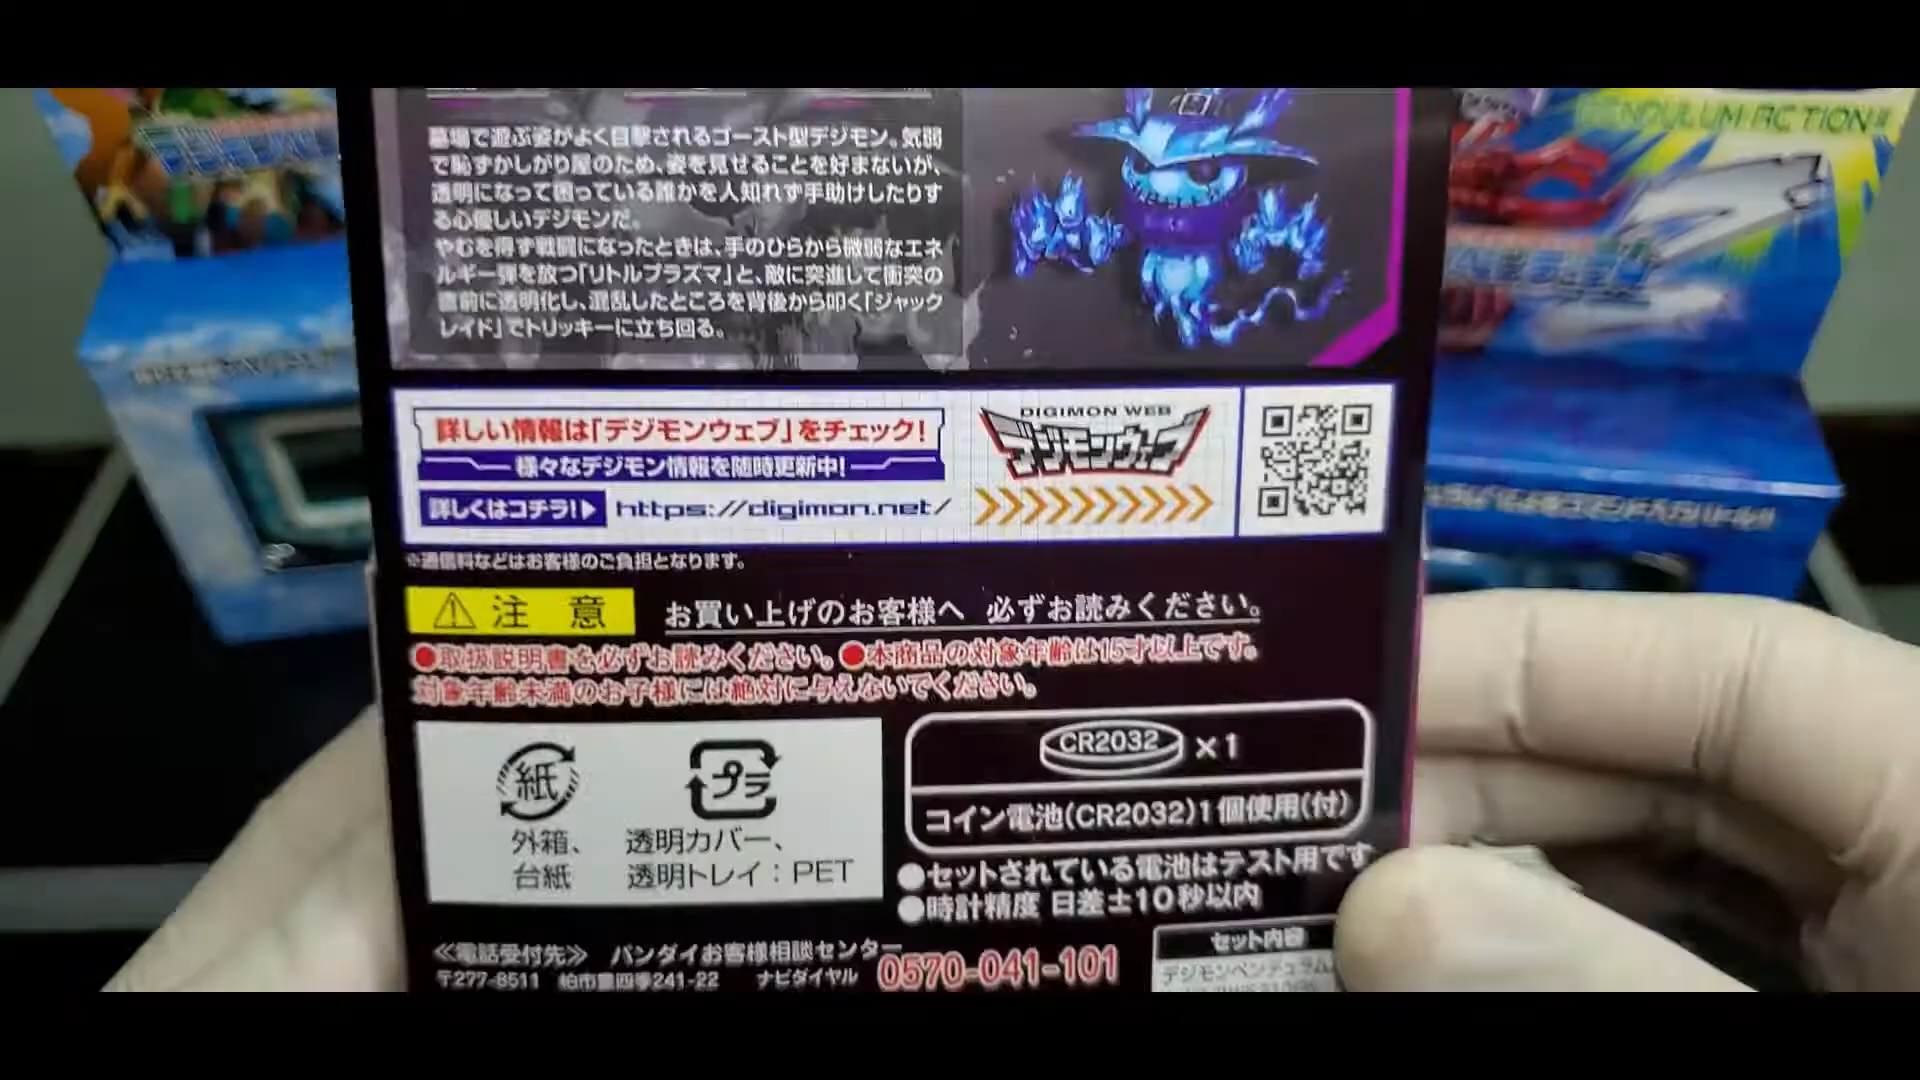 墓場で遊ぶ姿がよく目撃されるゴースト型デジモン。気弱
で恥ずかしがり屋のため、姿を見せることを好まないが、
透明になって困っている誰かを人知れず手助けしたりす
る心優しいデジモンだ。
やむを得ず戦闘になったときは、手のひらから微弱なエネ
ルギー弾を放つ「リトルプラズマ」と、敵に突進して衝突の
直前に透明化し、混乱したところを背後から叩く「ジャック
レイド」でトリッキーに立ち回る。
PENDULUM ACTION
詳しい情報は「デジモンウェブ」をチェック!
様々なデジモン情報を随時更新中!
詳しくはコチラ!▶ https://digimon.net/
DIGIMON WEB
デジモンウェブ
※通信料などはお客様のご負担となります。
⚠注 意 お買い上げのお客様へ 必ずお読みください。
●取扱説明書を必ずお読みください。●本商品の対象年齢は15才以上です。
対象年齢未満のお子様には絶対に与えないでください。
紙
外箱、
台紙
プラ
透明カバー、
透明トレイ:PET
CR2032 ×1
コイン電池(CR2032)1個使用(付)
●セットされている電池はテスト用です
●時計精度 日差±10秒以内
≪電話受付先≫ バンダイお客様相談センター
〒277-8511 柏市豊四季241-22 ナビダイヤル 0570-041-101
セット内容
デジモンペンデュラム